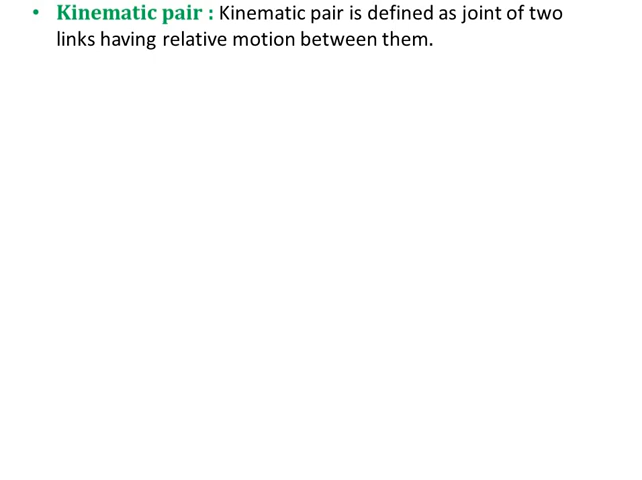 • Kinematic pair : Kinematic pair is defined as joint of two
links having relative motion between them.